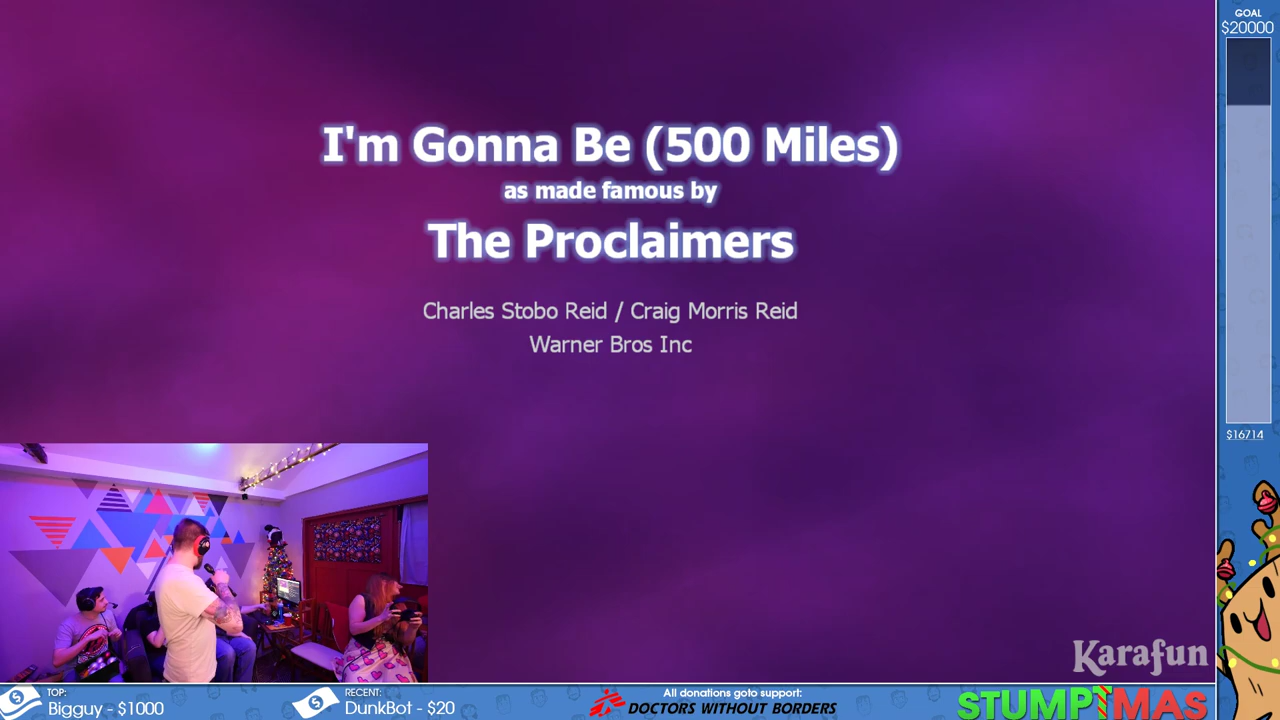 I'm Gonna Be (500 Miles)
as made famous by
The Proclaimers
Charles Stobo Reid / Craig Morris Reid
Warner Bros Inc
Karafun
GOAL
$20000
$16714
TOP:
Bigguy - $1000
RECENT:
DunkBot - $20
All donations goto support:
DOCTORS WITHOUT BORDERS
STUMPTMAS